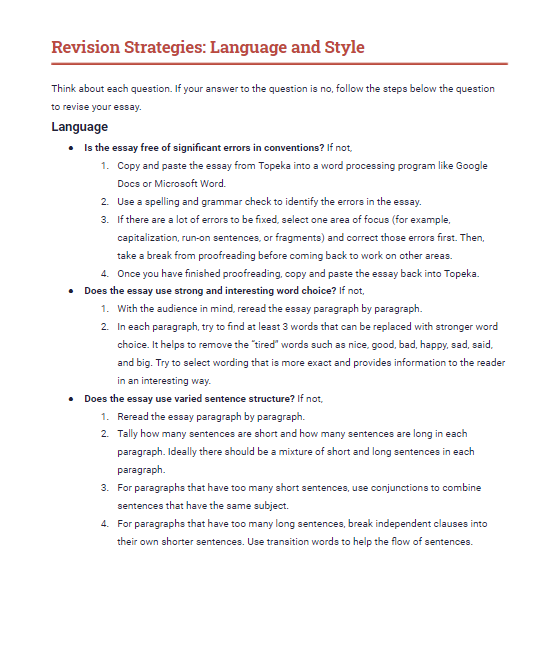 Revision Strategies: Language and Style
Think about each question. If your answer to the question is no, follow the steps below the question
to revise your essay.
Language
• Is the essay free of significant errors in conventions? If not,
1. Copy and paste the essay from Topeka into a word processing program like Google
Docs or Microsoft Word.
2. Use a spelling and grammar check to identify the errors in the essay.
3. If there are a lot of errors to be fixed, select one area of focus (for example,
capitalization, run-on sentences, or fragments) and correct those errors first. Then,
take a break from proofreading before coming back to work on other areas.
4. Once you have finished proofreading, copy and paste the essay back into Topeka.
• Does the essay use strong and interesting word choice? If not,
1. With the audience in mind, reread the essay paragraph by paragraph.
2. In each paragraph, try to find at least 3 words that can be replaced with stronger word
choice. It helps to remove the "tired" words such as nice, good, bad, happy, sad, said,
and big. Try to select wording that is more exact and provides information to the reader
in an interesting way.
• Does the essay use varied sentence structure? If not,
1. Reread the essay paragraph by paragraph.
2. Tally how many sentences are short and how many sentences are long in each
paragraph. Ideally there should be a mixture of short and long sentences in each
paragraph.
3. For paragraphs that have too many short sentences, use conjunctions to combine
sentences that have the same subject.
4. For paragraphs that have too many long sentences, break independent clauses into
their own shorter sentences. Use transition words to help the flow of sentences.